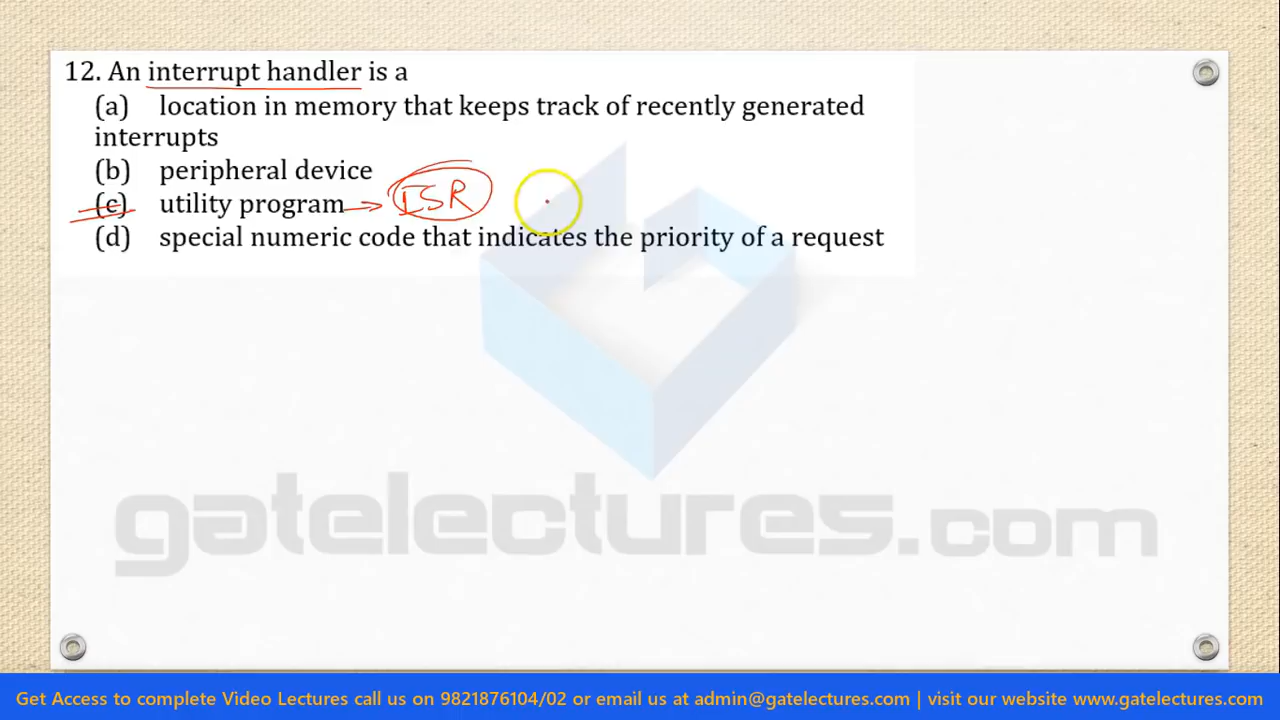 12. An interrupt handler is a
(a) location in memory that keeps track of recently generated
interrupts
(b) peripheral device
(c) utility program → ISR
(d) special numeric code that indicates the priority of a request
gatelectures.com
Get Access to complete Video Lectures call us on 9821876104/02 or email us at admin@gatelectures.com | visit our website www.gatelectures.com